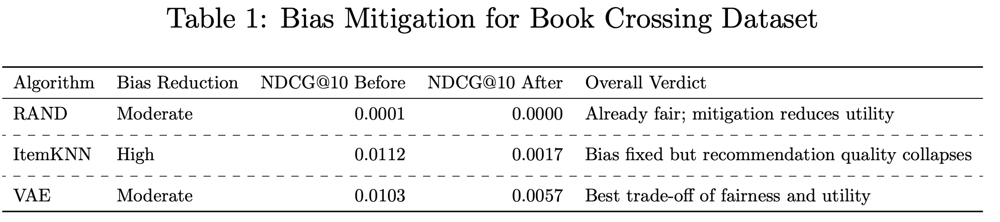 Table 1: Bias Mitigation for Book Crossing Dataset
Algorithm Bias Reduction NDCG@10 Before NDCG@10 After Overall Verdict
RAND Moderate 0.0001 0.0000 Already fair; mitigation reduces utility
ItemKNN High 0.0112 0.0017 Bias fixed but recommendation quality collapses
VAE Moderate 0.0103 0.0057 Best trade-off of fairness and utility